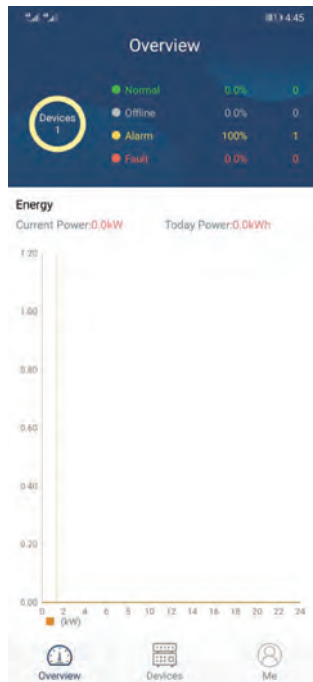 4:45
Overview
Devices
1
Normal 0.0% 0
Offline 0.0% 0
Alarm 100% 1
Fault 0.0% 0
Energy
Current Power:0.0kW Today Power:0.0kWh
1.20
1.00
0.80
0.60
0.40
0.20
0.00
0 2 4 6 8 10 12 14 16 18 20 22 24
(kW)
Overview Devices Me